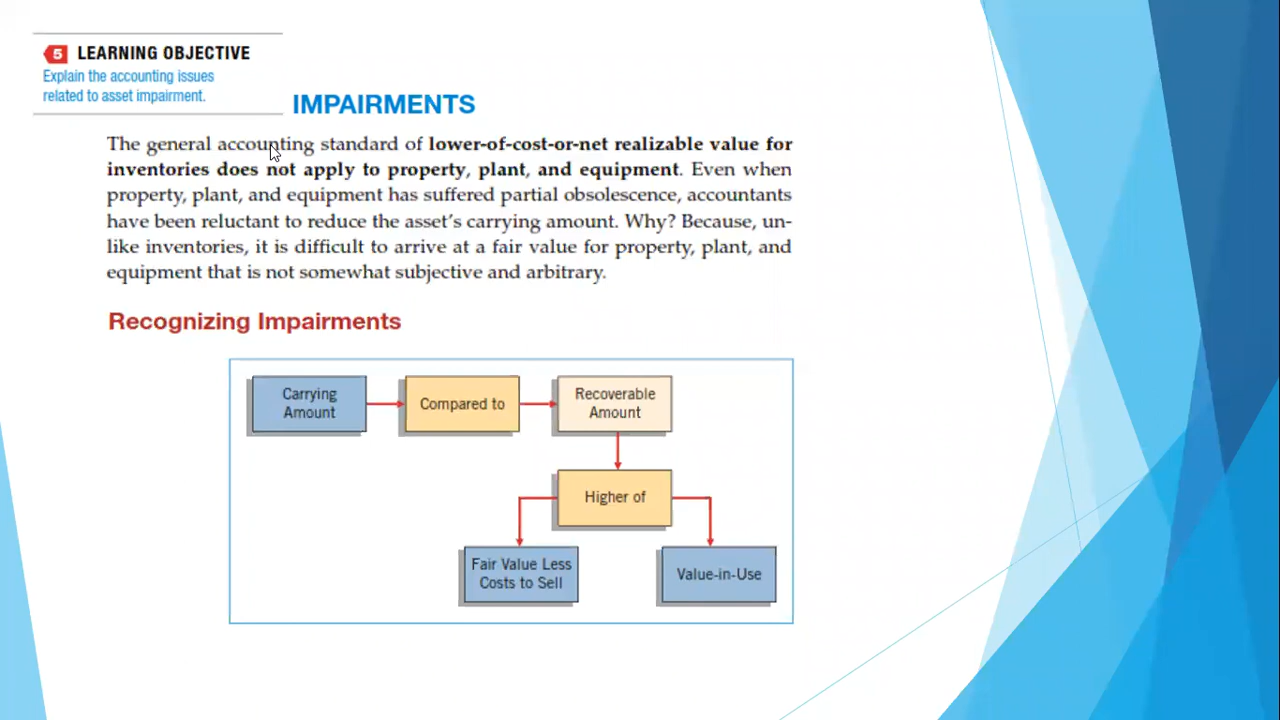 5 LEARNING OBJECTIVE
Explain the accounting issues
related to asset impairment.
IMPAIRMENTS
The general accounting standard of lower-of-cost-or-net realizable value for
inventories does not apply to property, plant, and equipment. Even when
property, plant, and equipment has suffered partial obsolescence, accountants
have been reluctant to reduce the asset's carrying amount. Why? Because, un-
like inventories, it is difficult to arrive at a fair value for property, plant, and
equipment that is not somewhat subjective and arbitrary.
Recognizing Impairments
Carrying
Amount
Compared to
Recoverable
Amount
Higher of
Fair Value Less
Costs to Sell
Value-in-Use